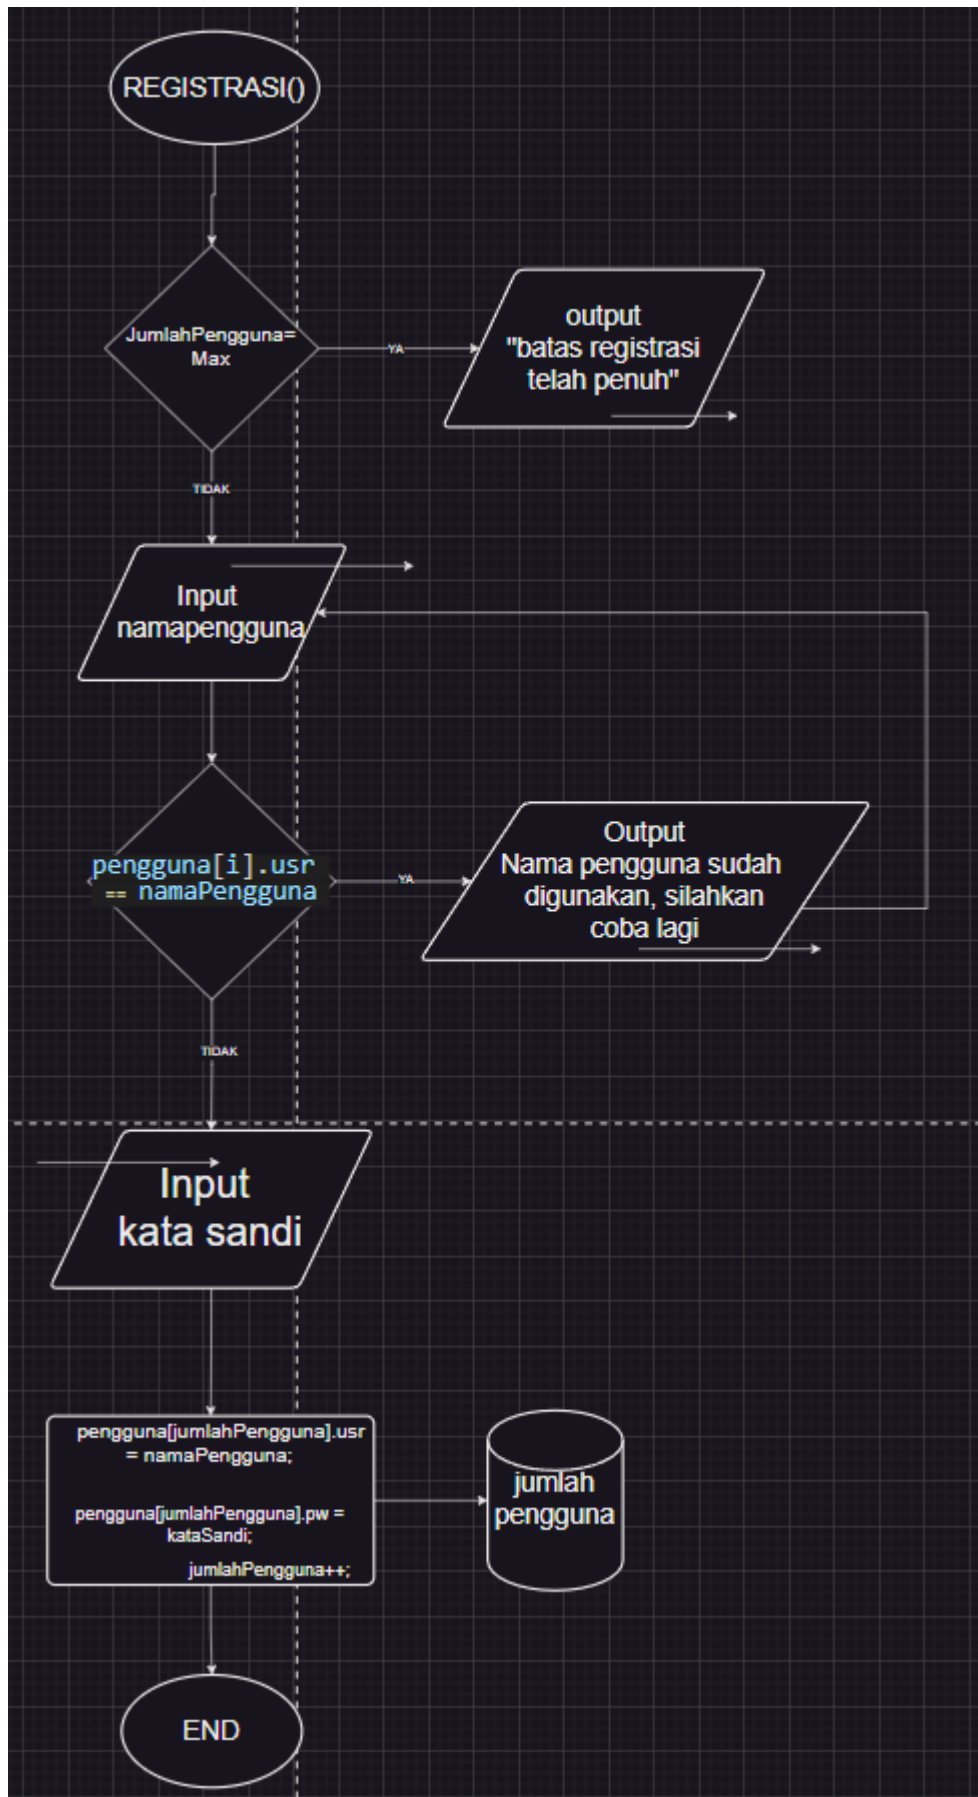 REGISTRASI()
JumlahPengguna=
Max
YA
output
"batas registrasi
telah penuh"
TIDAK
Input
namapengguna
pengguna[i].usr
== namaPengguna
YA
Output
Nama pengguna sudah
digunakan, silahkan
coba lagi
TIDAK
Input
kata sandi
pengguna[jumlahPengguna].usr
= namaPengguna;
pengguna[jumlahPengguna].pw =
kataSandi;
jumlahPengguna++;
jumlah
pengguna
END